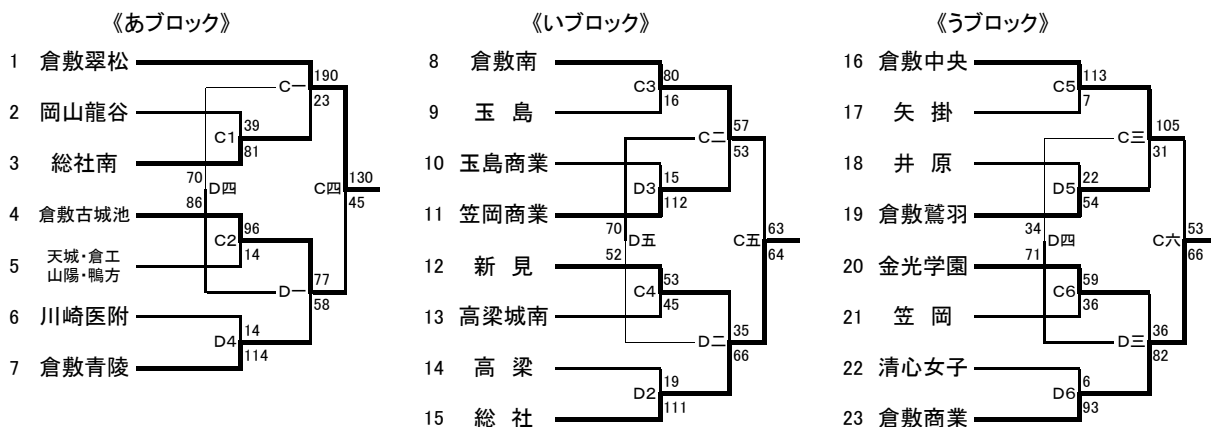 《あブロック》
1 倉敷翠松
2 岡山龍谷
3 総社南
4 倉敷古城池
5 天城・倉工
山陽・鴨方
6 川崎医附
7 倉敷青陵
C一 190 23
C1 39 81
D四 70 86
C四 130 45
C2 96 14
D一 77 58
D4 14 114
《いブロック》
8 倉敷南
9 玉島
10 玉島商業
11 笠岡商業
12 新見
13 高梁城南
14 高梁
15 総社
C3 80 16
C二 57 53
D3 15 112
D五 70 52
C五 63 64
C4 53 45
D二 35 66
D2 19 111
《うブロック》
16 倉敷中央
17 矢掛
18 井原
19 倉敷鷲羽
20 金光学園
21 笠岡
22 清心女子
23 倉敷商業
C5 113 7
C三 105 31
D5 22 54
D四 34 71
C六 53 66
C6 59 36
D三 36 82
D6 6 93